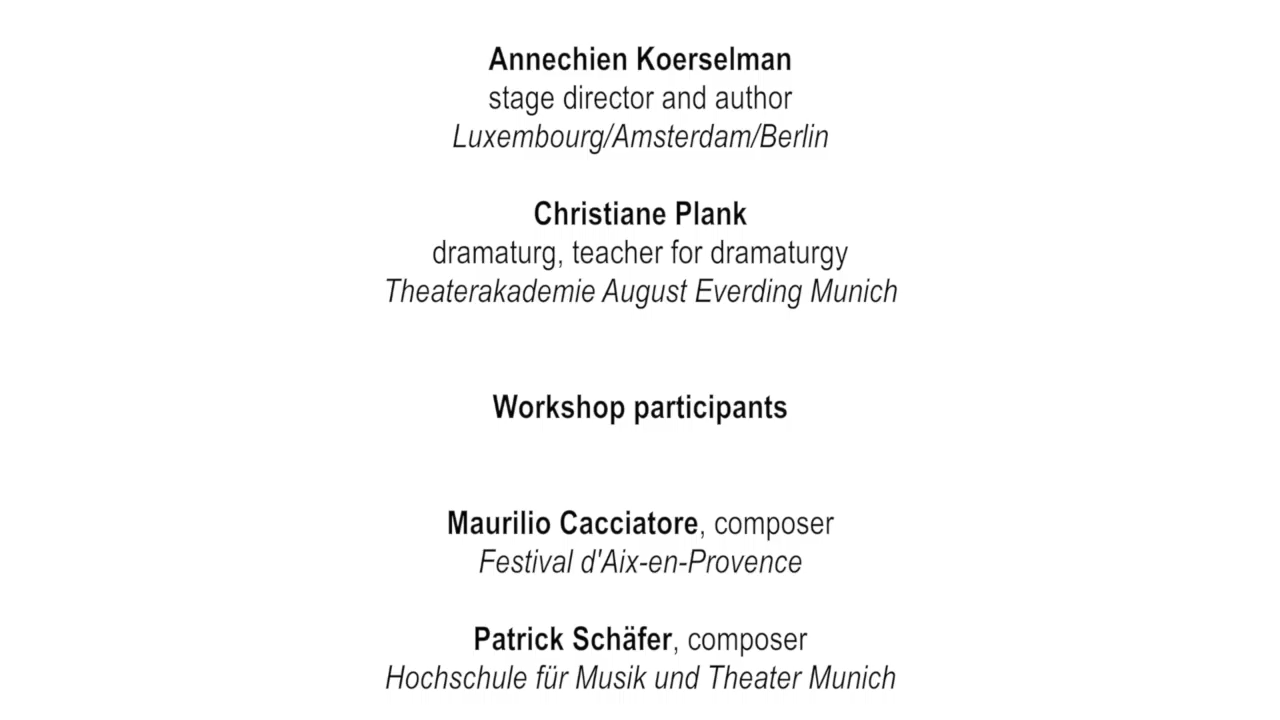 Annechien Koerselman
stage director and author
Luxembourg/Amsterdam/Berlin
Christiane Plank
dramaturg, teacher for dramaturgy
Theaterakademie August Everding Munich
Workshop participants
Maurilio Cacciatore, composer
Festival d'Aix-en-Provence
Patrick Schäfer, composer
Hochschule für Musik und Theater Munich